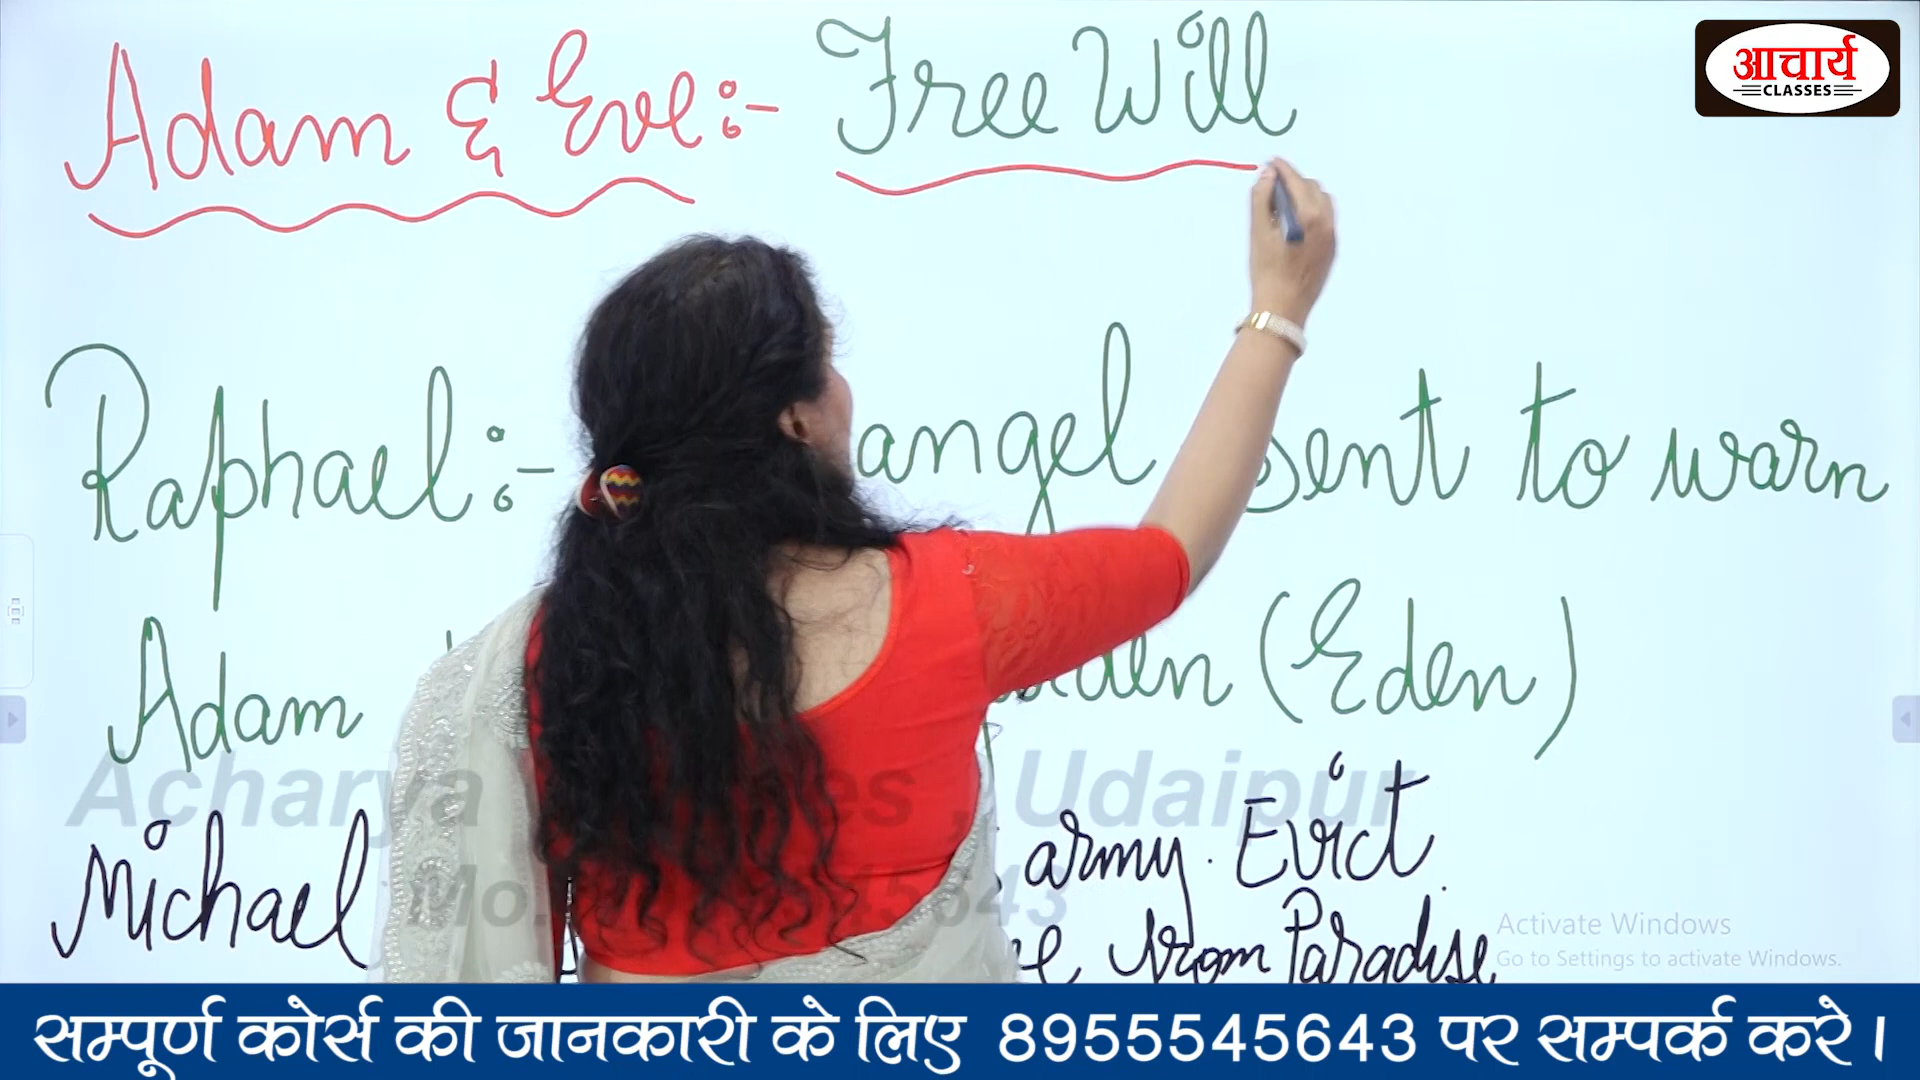 Adam & Eve:- Free Will
आचार्य
CLASSES
Raphael:- angel sent to warn
Adam (Eden)
Acharya , Udaipur
Michael army. Evict
from Paradise
Activate Windows
Go to Settings to activate Windows.
सम्पूर्ण कोर्स की जानकारी के लिए 8955545643 पर सम्पर्क करे।